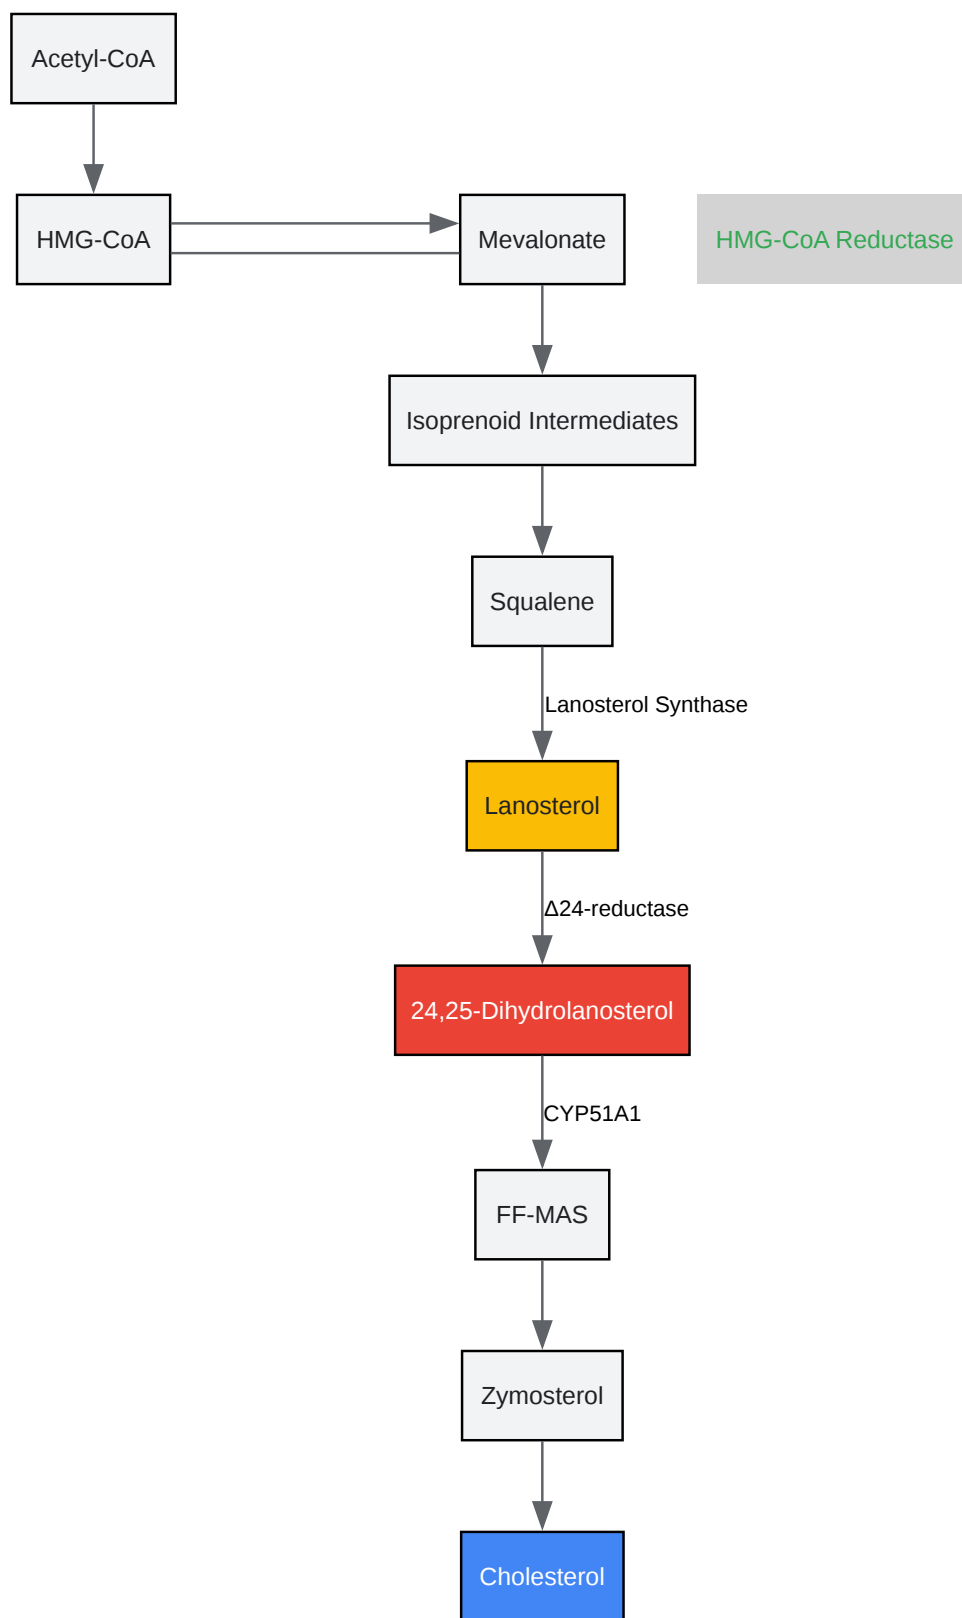 Acetyl-CoA
HMG-CoA
Mevalonate
HMG-CoA Reductase
Isoprenoid Intermediates
Squalene
Lanosterol Synthase
Lanosterol
Δ24-reductase
24,25-Dihydrolanosterol
CYP51A1
FF-MAS
Zymosterol
Cholesterol